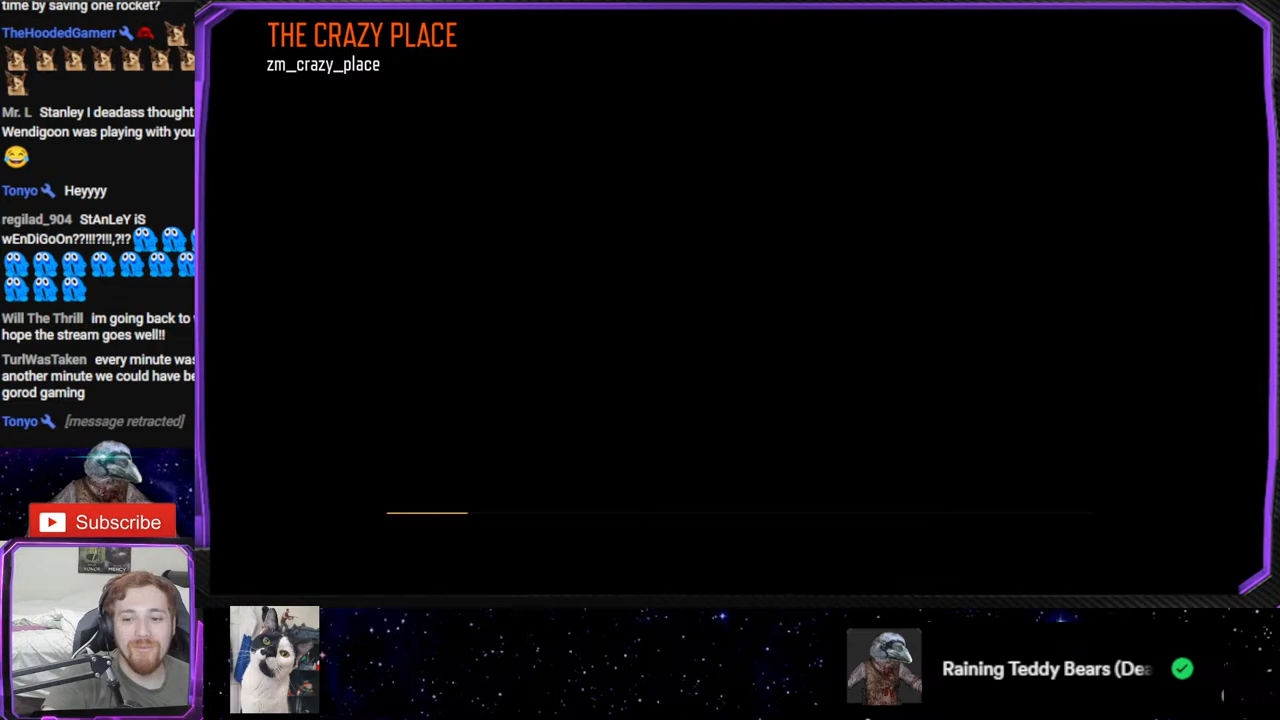 time by saving one rocket?
TheHoodedGamerr
Mr. L Stanley I deadass thought
Wendigoon was playing with you
Tonyo Heyyyy
regilad_904 StAnLeY iS
wEnDiGoOn??!!!?!!!,?!?
Will The Thrill im going back to
hope the stream goes well!!
TurlWasTaken every minute was
another minute we could have be
gorod gaming
Tonyo [message retracted]
Subscribe
THE CRAZY PLACE
zm_crazy_place
MERCY
Raining Teddy Bears (Dea